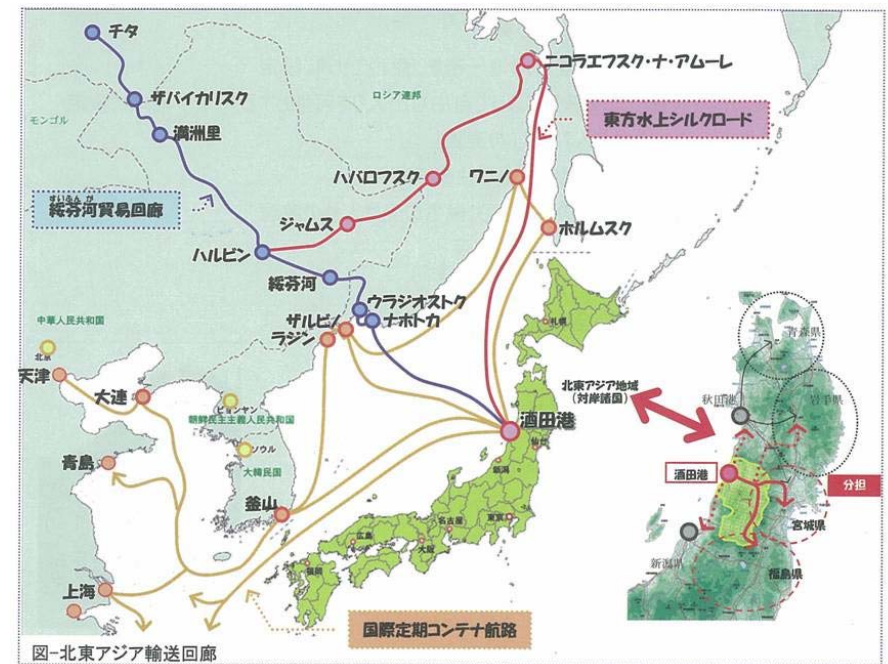 チタ
ニコラエフスク・ナ・アムーレ
ザバイカリスク
ロシア連邦
モンゴル
満洲里
東方水上シルクロード
ハバロフスク
ワニノ
すいふんが
綏芬河貿易回廊
ジャムス
ホルムスク
ハルビン
綏芬河
ウラジオストク
ナホトカ
ザルビノ
ラジン
札幌
中華人民共和国
北京
天津
大連
ピョンヤン
朝鮮民主主義人民共和国
ソウル
大韓民国
青島
釜山
北東アジア地域
(対岸諸国)
酒田港
仙台
新潟
東京
名古屋
大阪
広島
福岡
上海
国際定期コンテナ航路
青森県
秋田港
岩手県
酒田港
分担
宮城県
新潟県
福島県
図-北東アジア輸送回廊